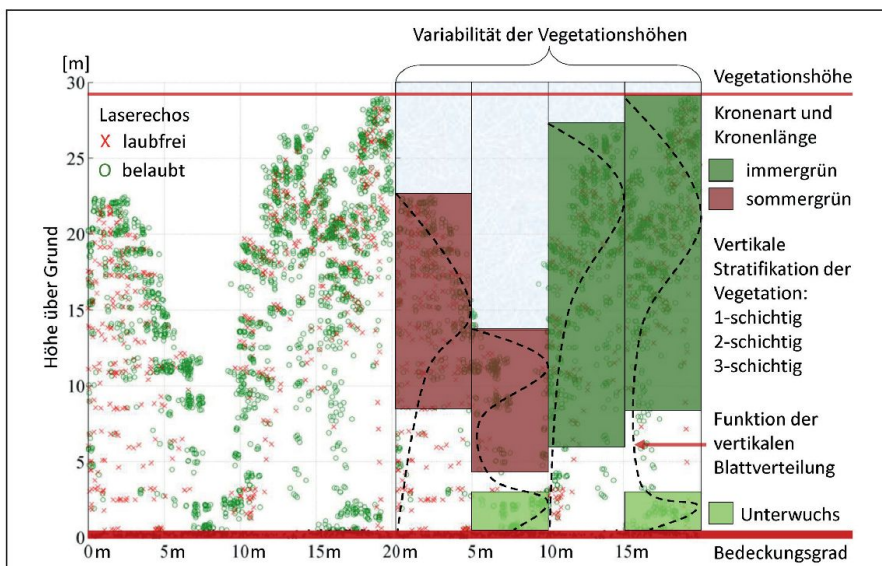 Variabilität der Vegetationshöhen
[m]
30
25
20
15
10
5
0
Höhe über Grund
Laserechos
x laubfrei
o belaubt
Vegetationshöhe
Kronenart und
Kronenlänge
immergrün
sommergrün
Vertikale
Stratifikation der
Vegetation:
1-schichtig
2-schichtig
3-schichtig
Funktion der
vertikalen
Blattverteilung
Unterwuchs
Bedeckungsgrad
0m 5m 10m 15m 20m 5m 10m 15m